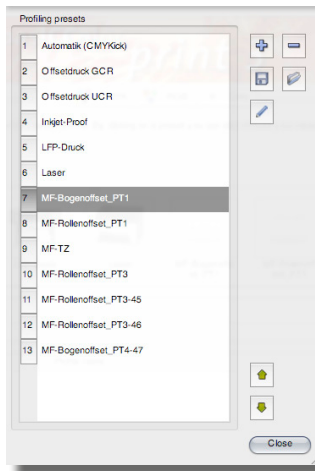 Profiling presets
1 Automatik (CMYKick)
2 Offsetdruck GCR
3 Offsetdruck UCR
4 Inkjet-Proof
5 LFP-Druck
6 Laser
7 MF-Bogenoffset_PT1
8 MF-Rollenoffset_PT1
9 MF-TZ
10 MF-Rollenoffset_PT3
11 MF-Rollenoffset_PT3-45
12 MF-Rollenoffset_PT3-46
13 MF-Bogenoffset_PT4-47
Close